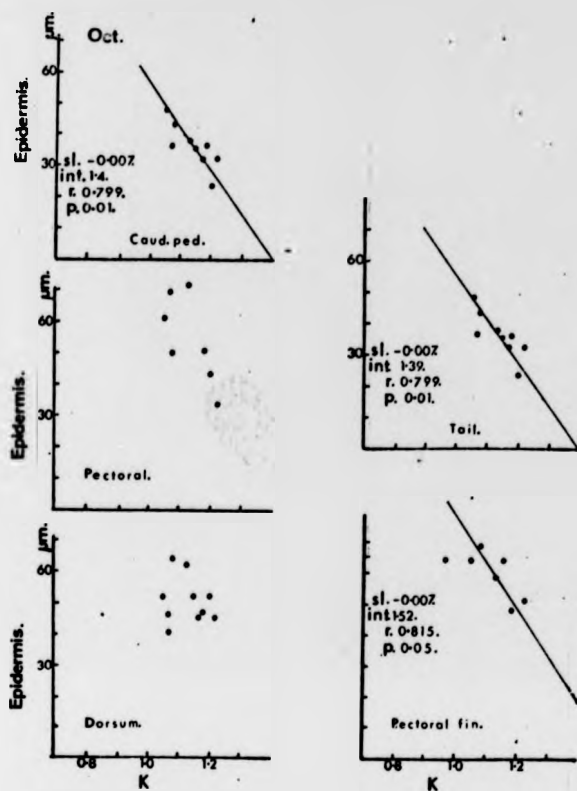 Oct.
µm.
Epidermis.
60
30
sl. -0·007.
int. 1·4.
r. 0·799.
p. 0·01.
Caud. ped.
µm.
Epidermis.
60
30
Pectoral.
µm.
Epidermis.
60
30
Dorsum.
0·8 1·0 1·2
K
60
30
sl. -0·007.
int 1·39.
r. 0·799.
p. 0·01.
Tail.
sl. -0·007.
int 1·52.
r. 0·815.
p. 0·05.
Pectoral fin.
0·8 1·0 1·2
K